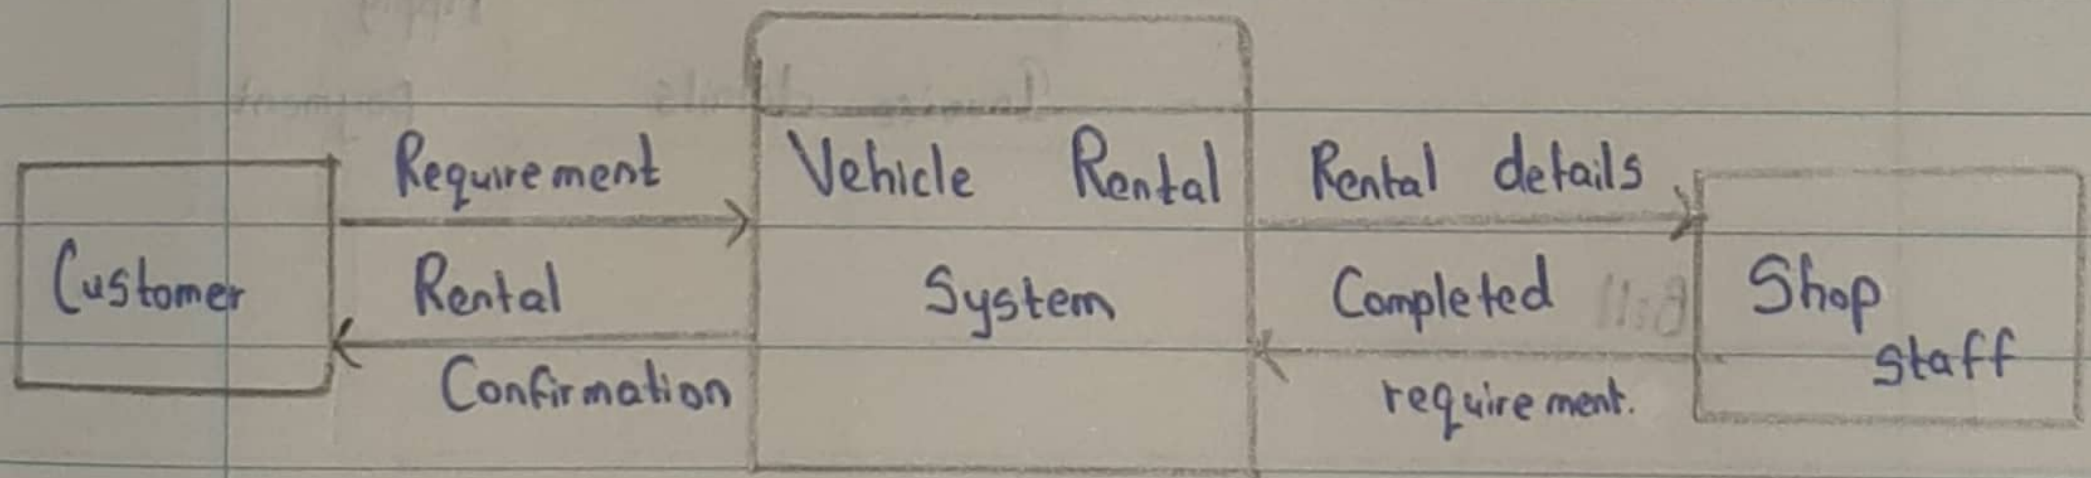 Customer
Requirement
Rental
Confirmation
Vehicle Rental
System
Rental details
Completed
requirement.
Shop
staff